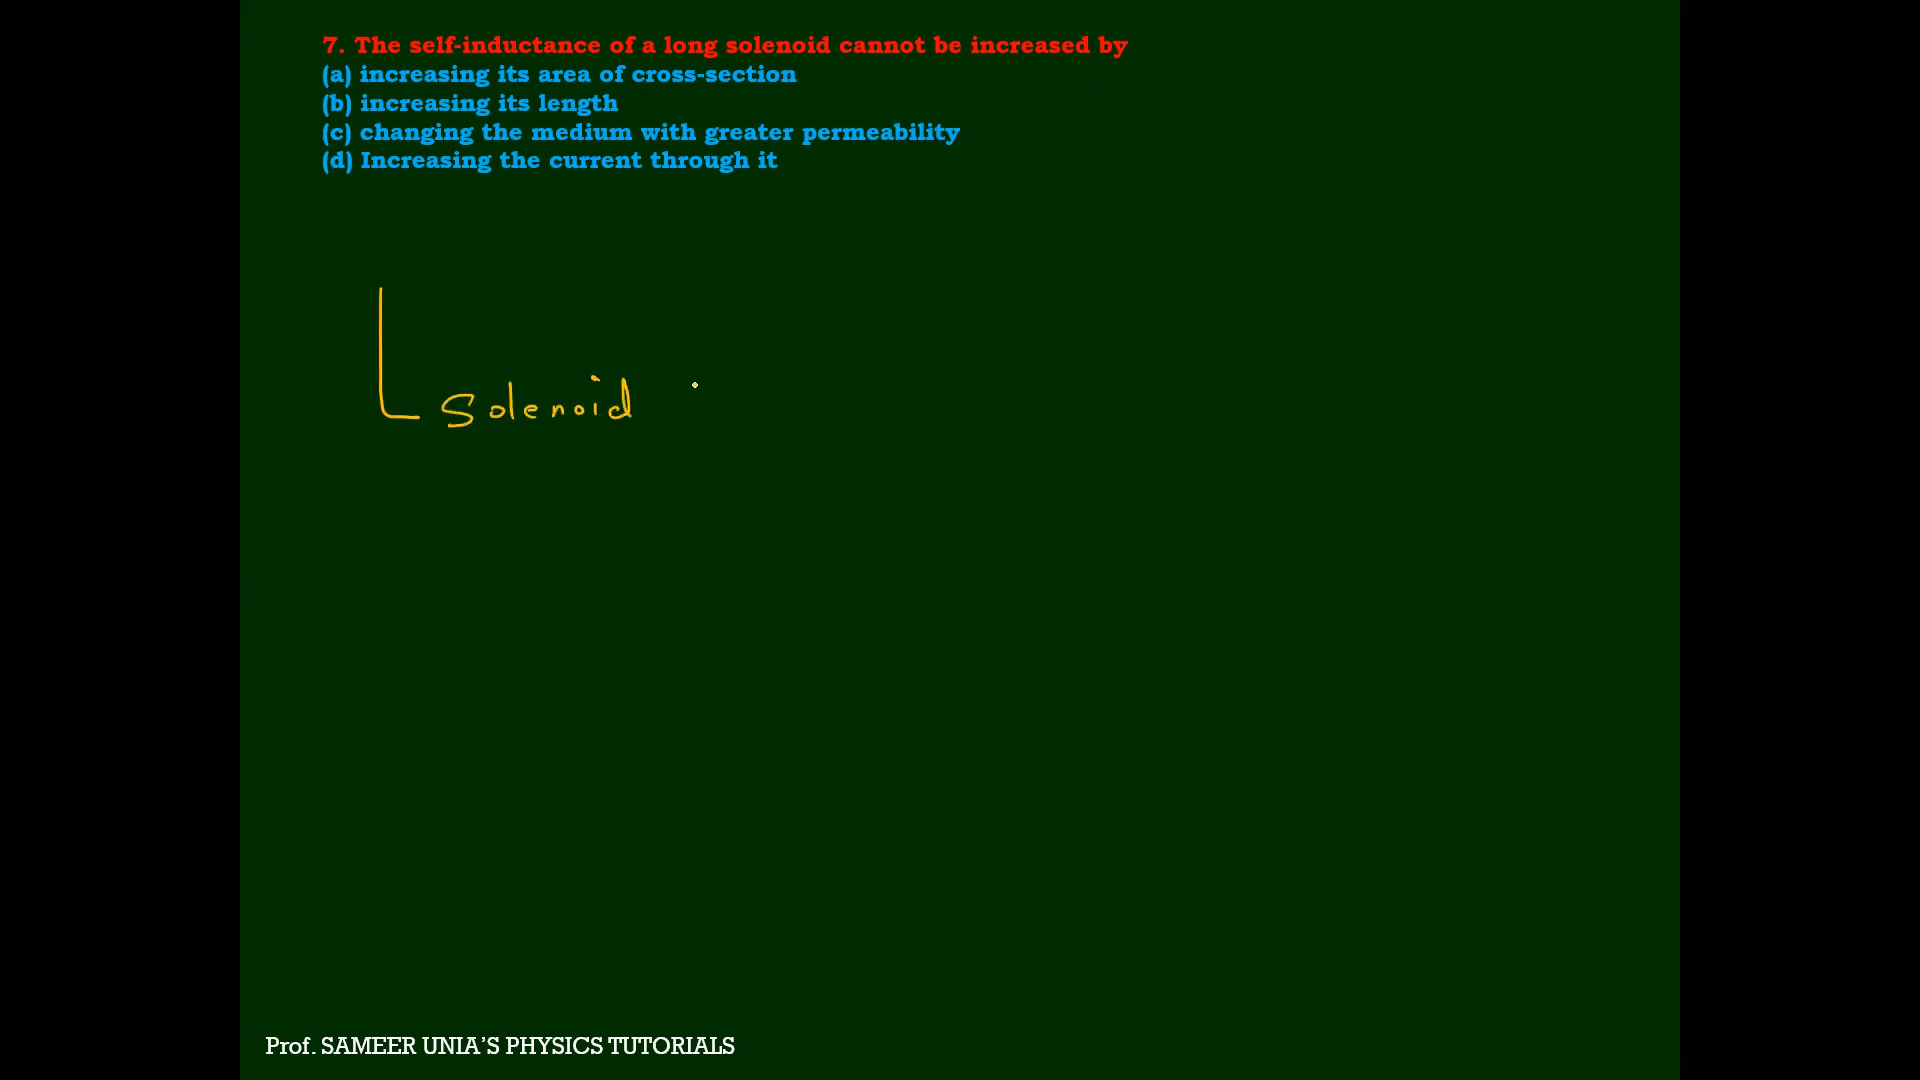 7. The self-inductance of a long solenoid cannot be increased by
(a) increasing its area of cross-section
(b) increasing its length
(c) changing the medium with greater permeability
(d) Increasing the current through it
L Solenoid
Prof. SAMEER UNIA'S PHYSICS TUTORIALS